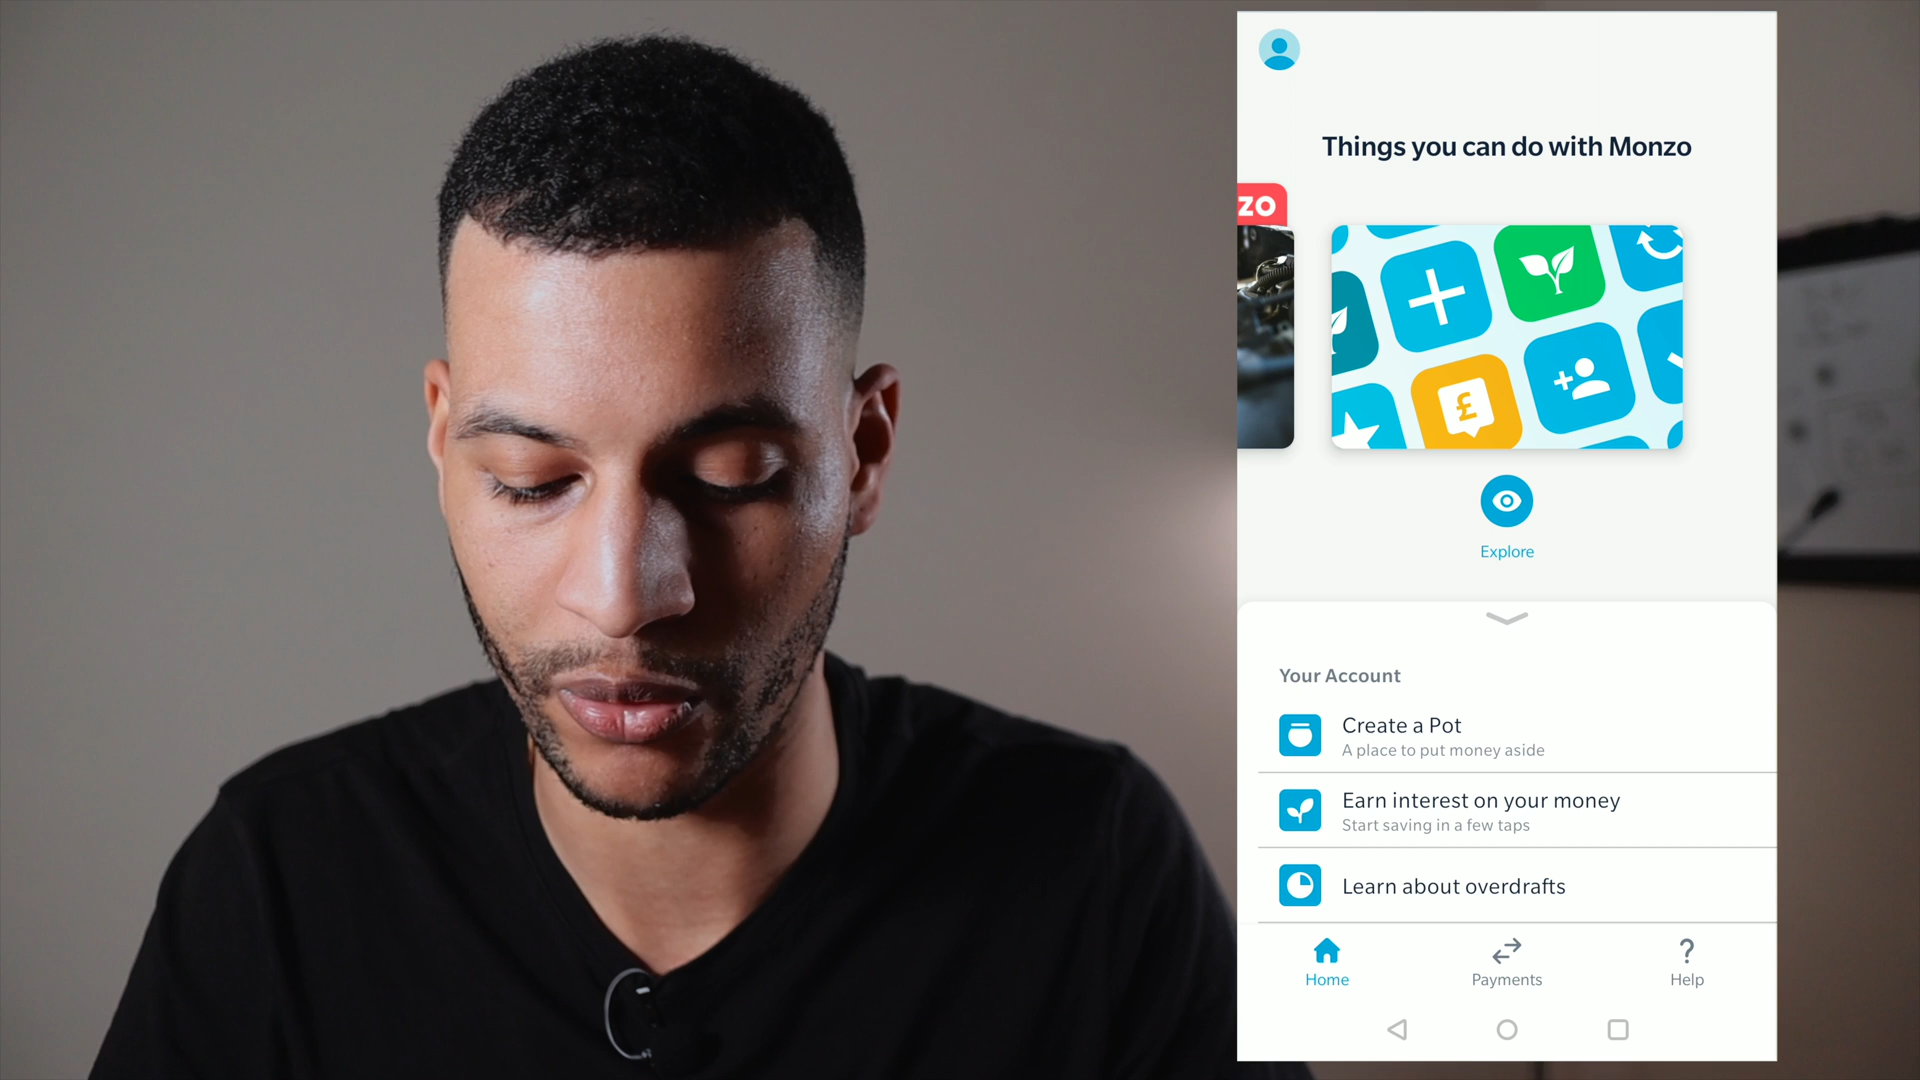 Things you can do with Monzo
zo
£
Explore
Your Account
Create a Pot
A place to put money aside
Earn interest on your money
Start saving in a few taps
Learn about overdrafts
?
Home
Payments
Help